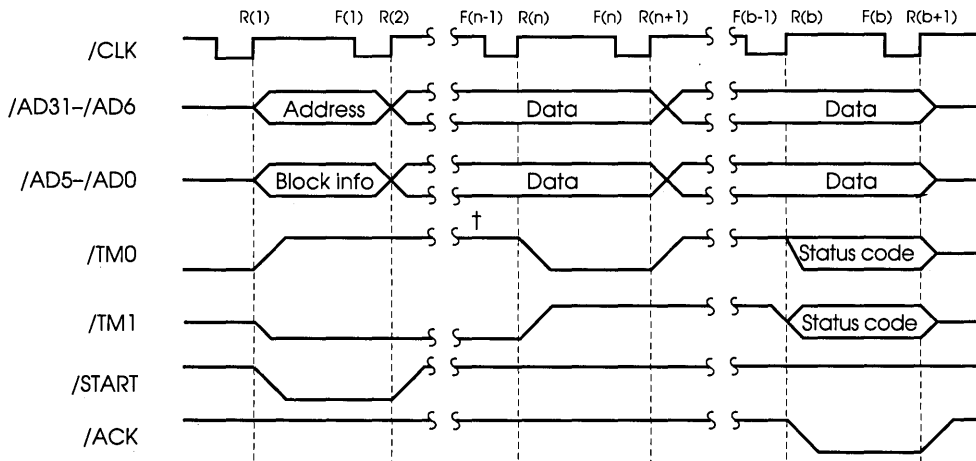 R(1) F(1) R(2) F(n-1) R(n) F(n) R(n+1) F(b-1) R(b) F(b) R(b+1)
/CLK
/AD31–/AD6 Address Data Data
/AD5–/AD0 Block info Data Data
†
/TM0 Status code
/TM1 Status code
/START
/ACK